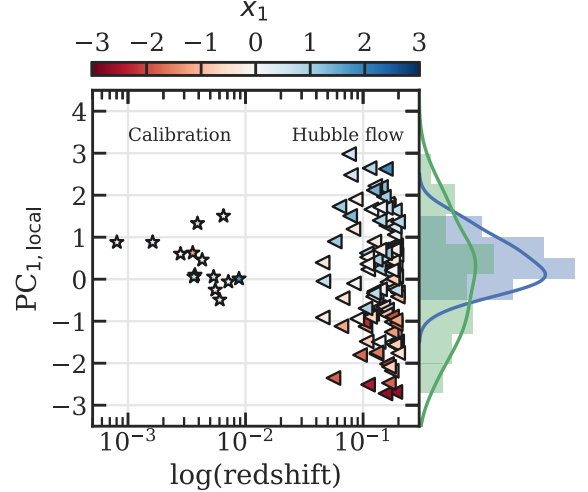 x₁
−3 −2 −1 0 1 2 3
Calibration Hubble flow
PC₁, local
4
3
2
1
0
−1
−2
−3
10⁻³ 10⁻² 10⁻¹
log(redshift)